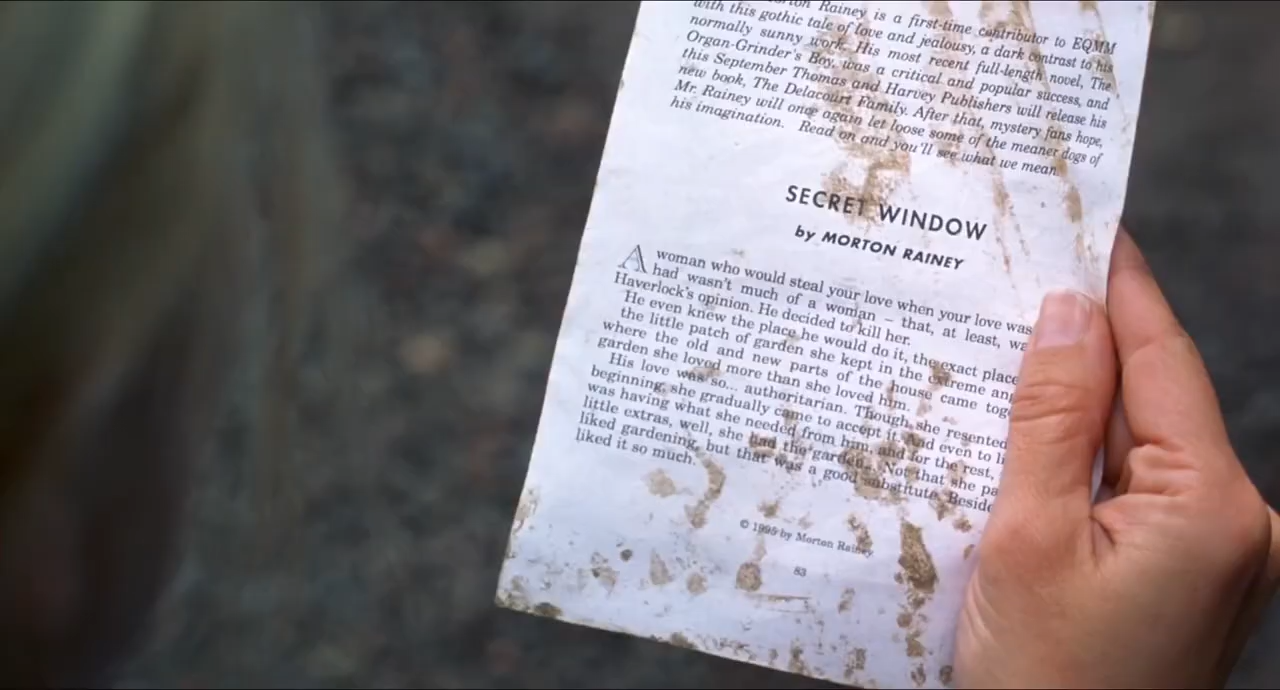 Rainey is a first-time contributor to EQMM
with this gothic tale of love and jealousy, a dark contrast to his
normally sunny work. His most recent full-length novel, The
Organ-Grinder's Boy, was a critical and popular success, and
this September Thomas and Harvey Publishers will release his
new book, The Delacourt Family. After that, mystery fans hope,
Mr. Rainey will once again let loose some of the meaner dogs of
his imagination. Read on and you'll see what we mean.
SECRET WINDOW
by MORTON RAINEY
A woman who would steal your love when your love was
had wasn't much of a woman – that, at least, wa
Haverlock's opinion. He decided to kill her.
He even knew the place he would do it, the exact place
the little patch of garden she kept in the extreme ang
where the old and new parts of the house came toge
garden she loved more than she loved him.
His love was so... authoritarian. Though she resented
beginning, she gradually came to accept it. And even to li
was having what she needed from him, and for the rest,
little extras, well, she had the garden. Not that she pa
liked gardening, but that was a good substitute. Beside
liked it so much.
© 1995 by Morton Rainey
83